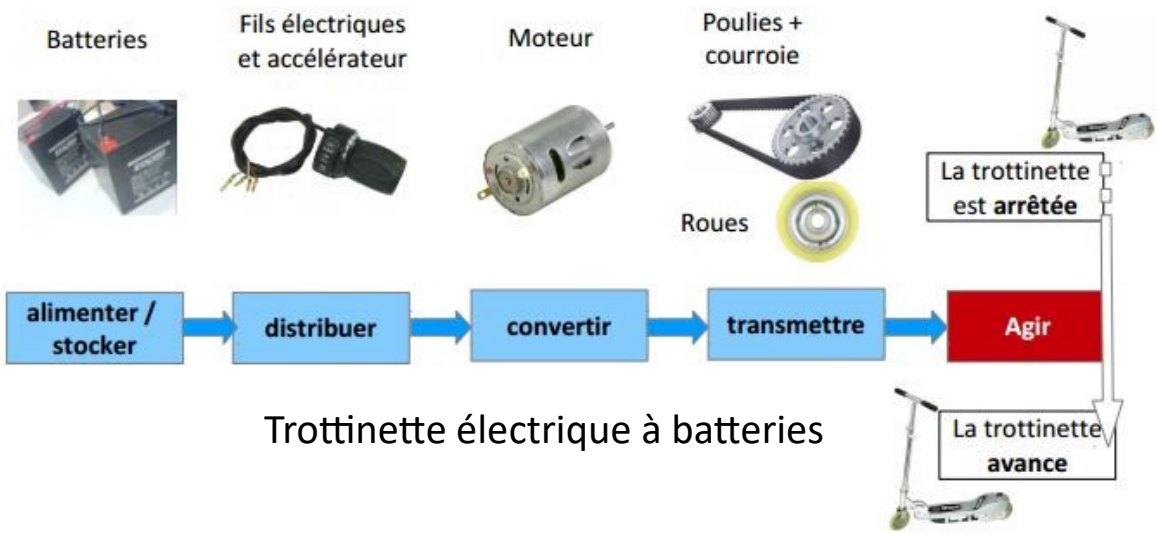 Batteries
Fils électriques
et accélérateur
Moteur
Poulies +
courroie
Roues
La trottinette
est arrêtée
alimenter /
stocker
distribuer
convertir
transmettre
Agir
Trottinette électrique à batteries
La trottinette
avance